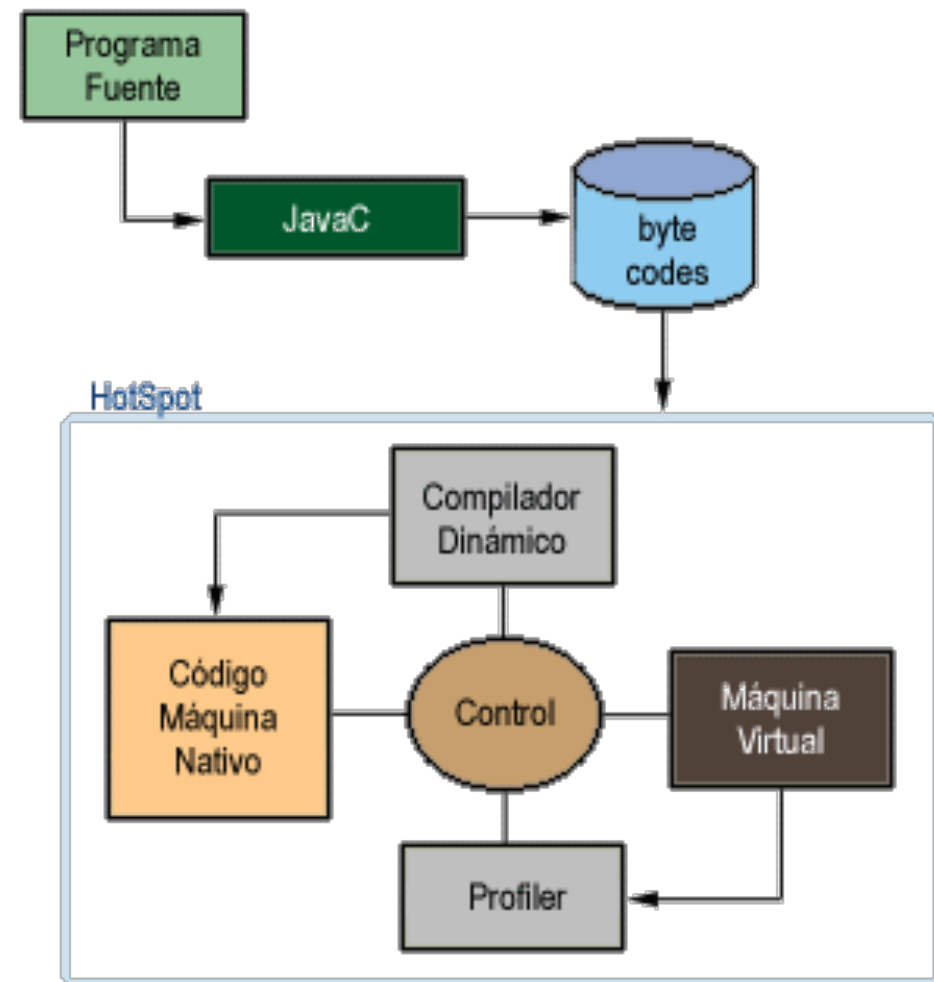 Programa
Fuente
JavaC
byte
codes
HotSpot
Compilador
Dinámico
Código
Máquina
Nativo
Control
Máquina
Virtual
Profiler